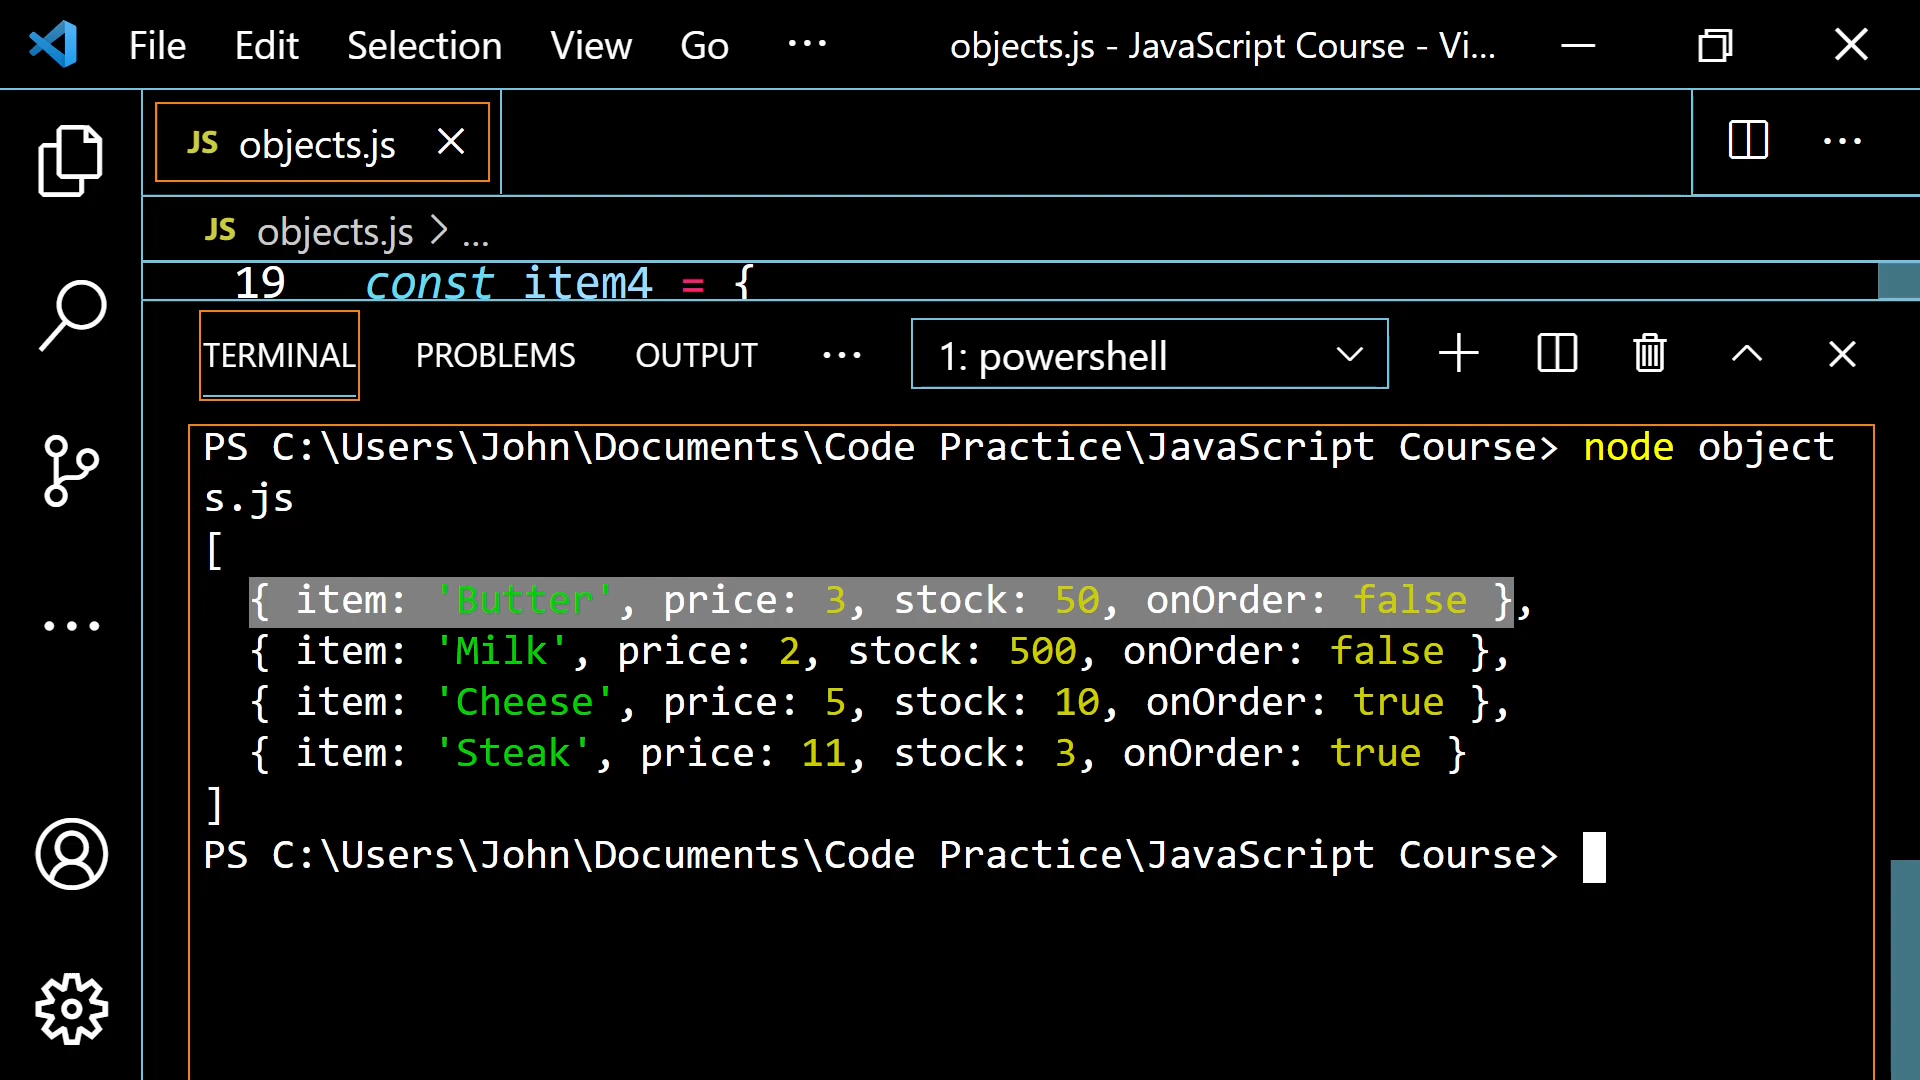 File Edit Selection View Go ··· objects.js - JavaScript Course - Vi...
JS objects.js
JS objects.js > ...
19 const item4 = {
TERMINAL PROBLEMS OUTPUT ··· 1: powershell
PS C:\Users\John\Documents\Code Practice\JavaScript Course> node object
s.js
[
{ item: 'Butter', price: 3, stock: 50, onOrder: false },
{ item: 'Milk', price: 2, stock: 500, onOrder: false },
{ item: 'Cheese', price: 5, stock: 10, onOrder: true },
{ item: 'Steak', price: 11, stock: 3, onOrder: true }
]
PS C:\Users\John\Documents\Code Practice\JavaScript Course>